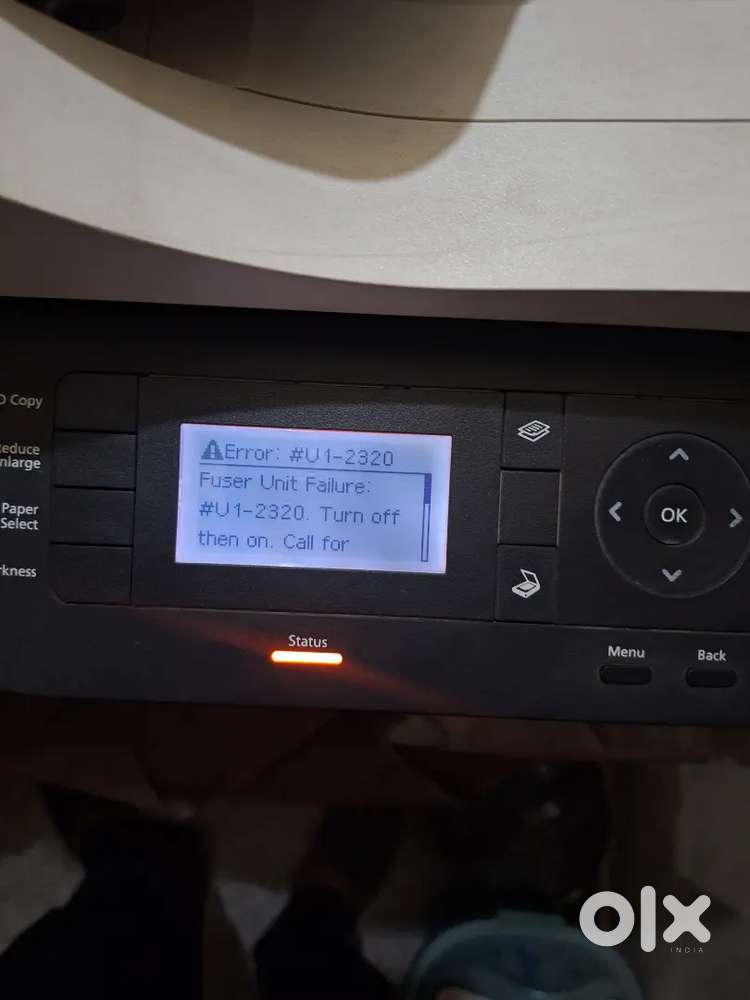 D Copy
Reduce
nlarge
Paper
Select
rkness
Error: #U1-2320
Fuser Unit Failure:
#U1-2320. Turn off
then on. Call for
OK
Status
Menu
Back
olx
INDIA